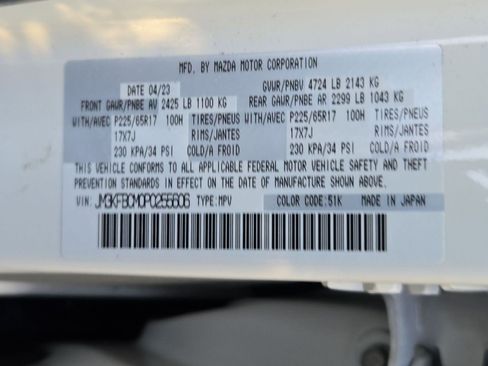 MFD. BY MAZDA MOTOR CORPORATION
DATE 04/23 GVWR/PNBV 4724 LB 2143 KG
FRONT GAWR/PNBE AV 2425 LB 1100 KG REAR GAWR/PNBE AR 2299 LB 1043 KG
WITH/AVEC P225/65R17 100H TIRES/PNEUS WITH/AVEC P225/65R17 100H TIRES/PNEUS
17X7J RIMS/JANTES 17X7J RIMS/JANTES
230 KPA/34 PSI COLD/A FROID 230 KPA/34 PSI COLD/A FROID
THIS VEHICLE CONFORMS TO ALL APPLICABLE FEDERAL MOTOR VEHICLE SAFETY AND THEFT
PREVENTION STANDARDS IN EFFECT ON THE DATE OF MANUFACTURE SHOWN ABOVE.
VIN: JM3KFBCM0P0255606 TYPE: MPV COLOR CODE: 51K MADE IN JAPAN